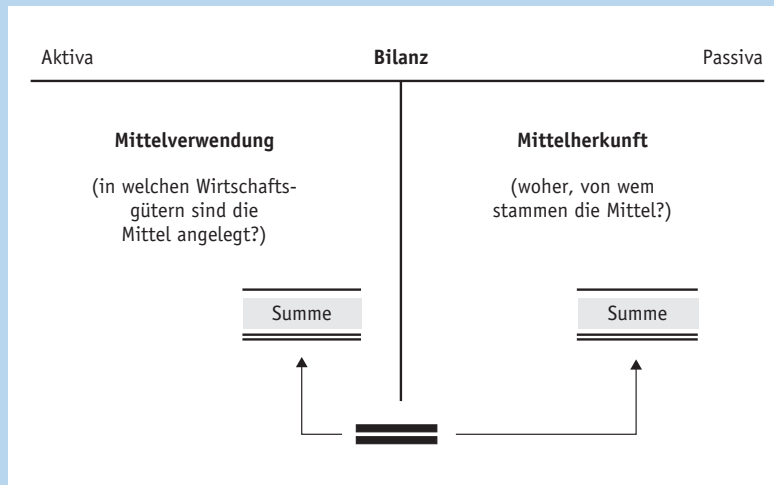 Aktiva
Bilanz
Passiva
Mittelverwendung
(in welchen Wirtschafts-
gütern sind die
Mittel angelegt?)
Mittelherkunft
(woher, von wem
stammen die Mittel?)
Summe
Summe